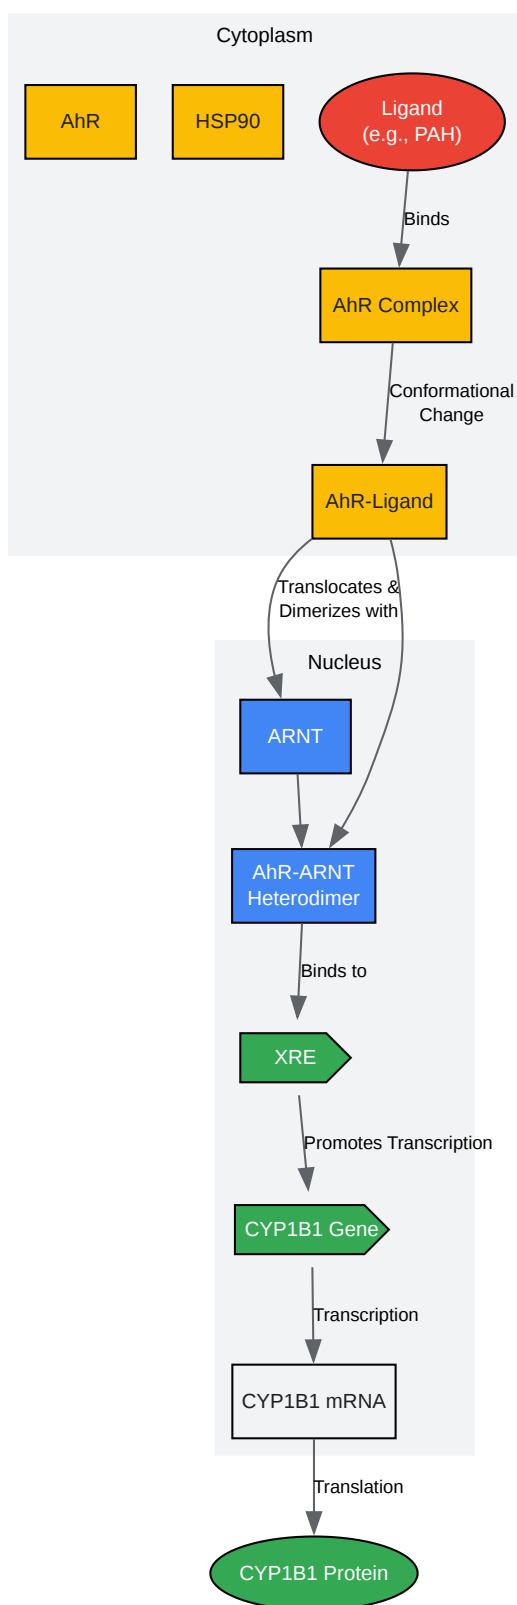 Cytoplasm
AhR
HSP90
Ligand
(e.g., PAH)
Binds
AhR Complex
Conformational
Change
AhR-Ligand
Translocates &
Dimerizes with
Nucleus
ARNT
AhR-ARNT
Heterodimer
Binds to
XRE
Promotes Transcription
CYP1B1 Gene
Transcription
CYP1B1 mRNA
Translation
CYP1B1 Protein